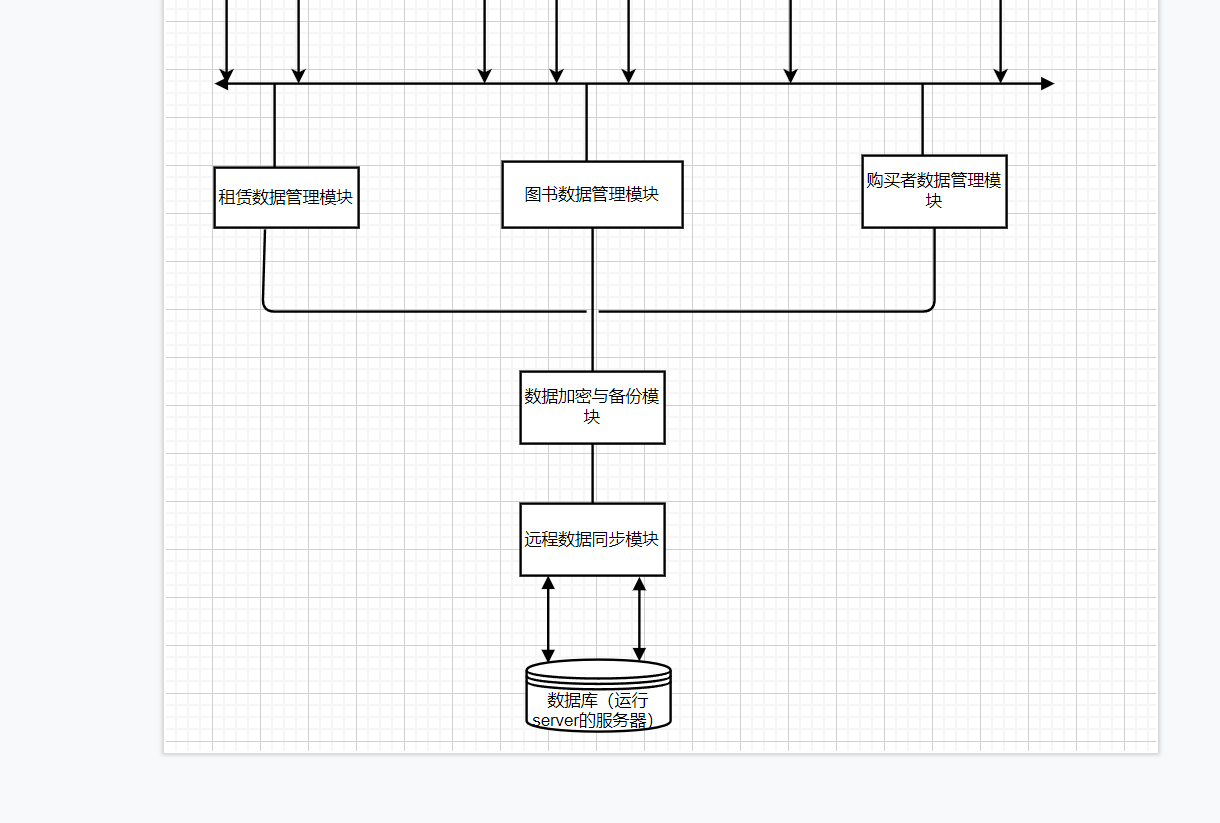 租赁数据管理模块
图书数据管理模块
购买者数据管理模
块
数据加密与备份模
块
远程数据同步模块
数据库（运行
server的服务器）